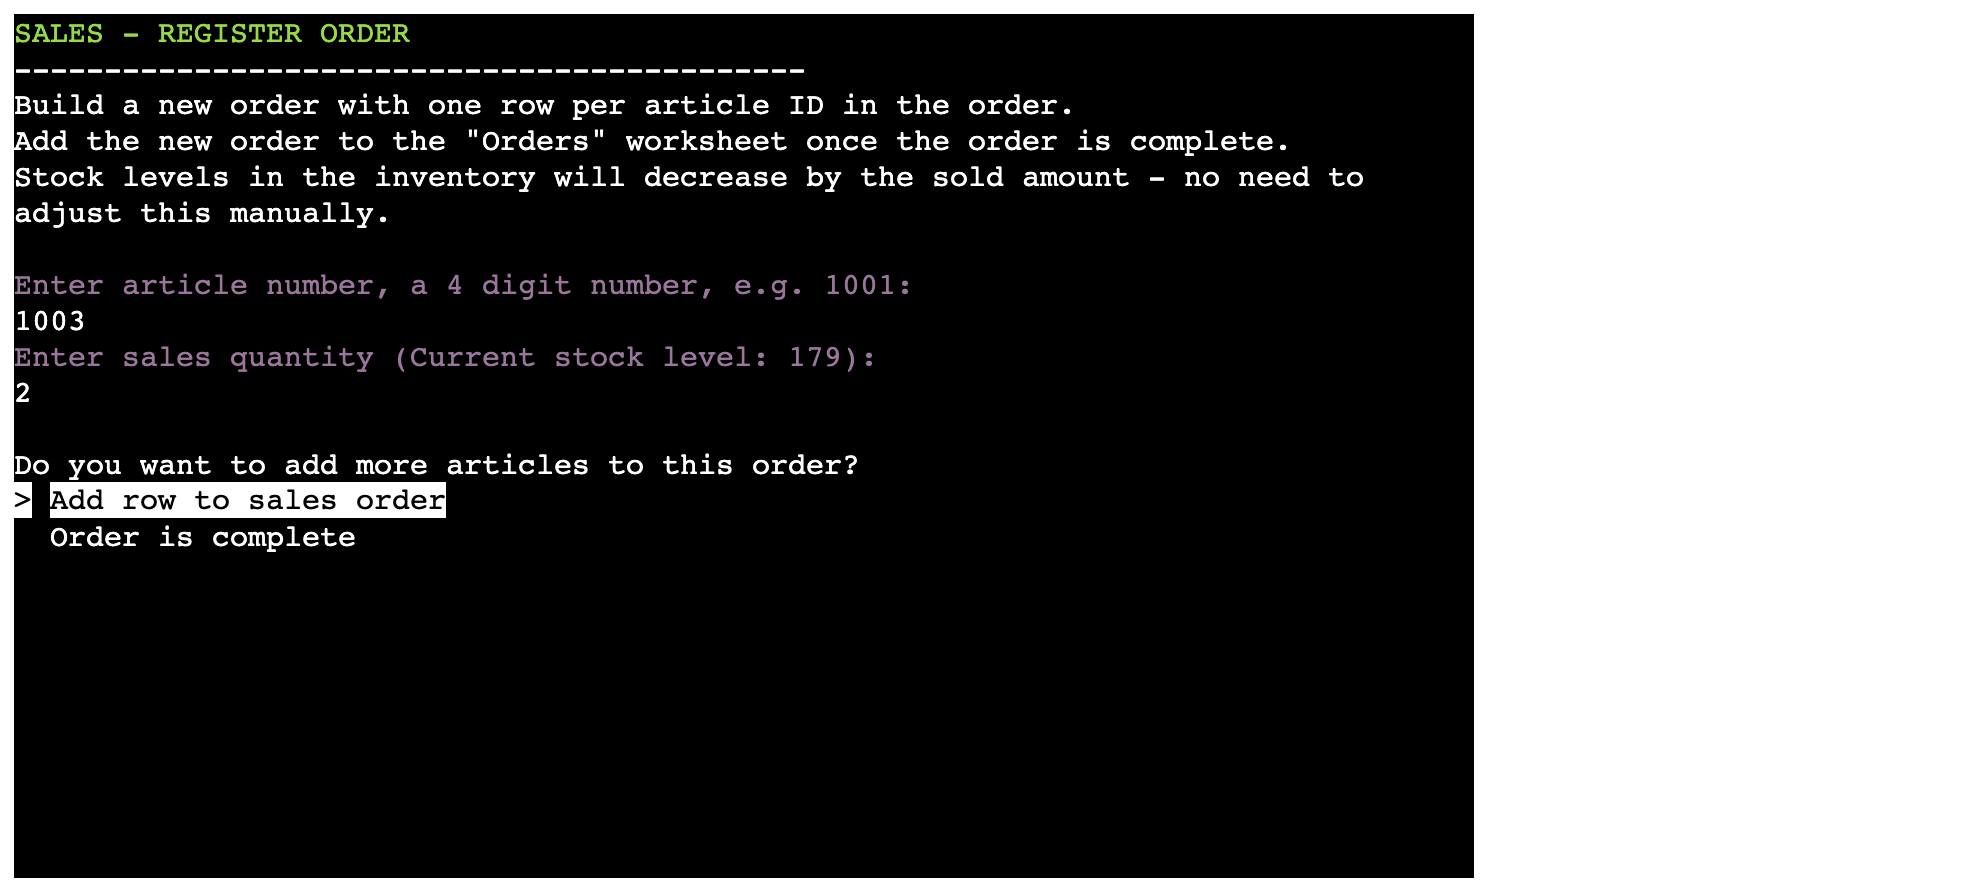 SALES - REGISTER ORDER
--------------------------------------------
Build a new order with one row per article ID in the order.
Add the new order to the "Orders" worksheet once the order is complete.
Stock levels in the inventory will decrease by the sold amount - no need to
adjust this manually.
Enter article number, a 4 digit number, e.g. 1001:
1003
Enter sales quantity (Current stock level: 179):
2
Do you want to add more articles to this order?
> Add row to sales order
Order is complete